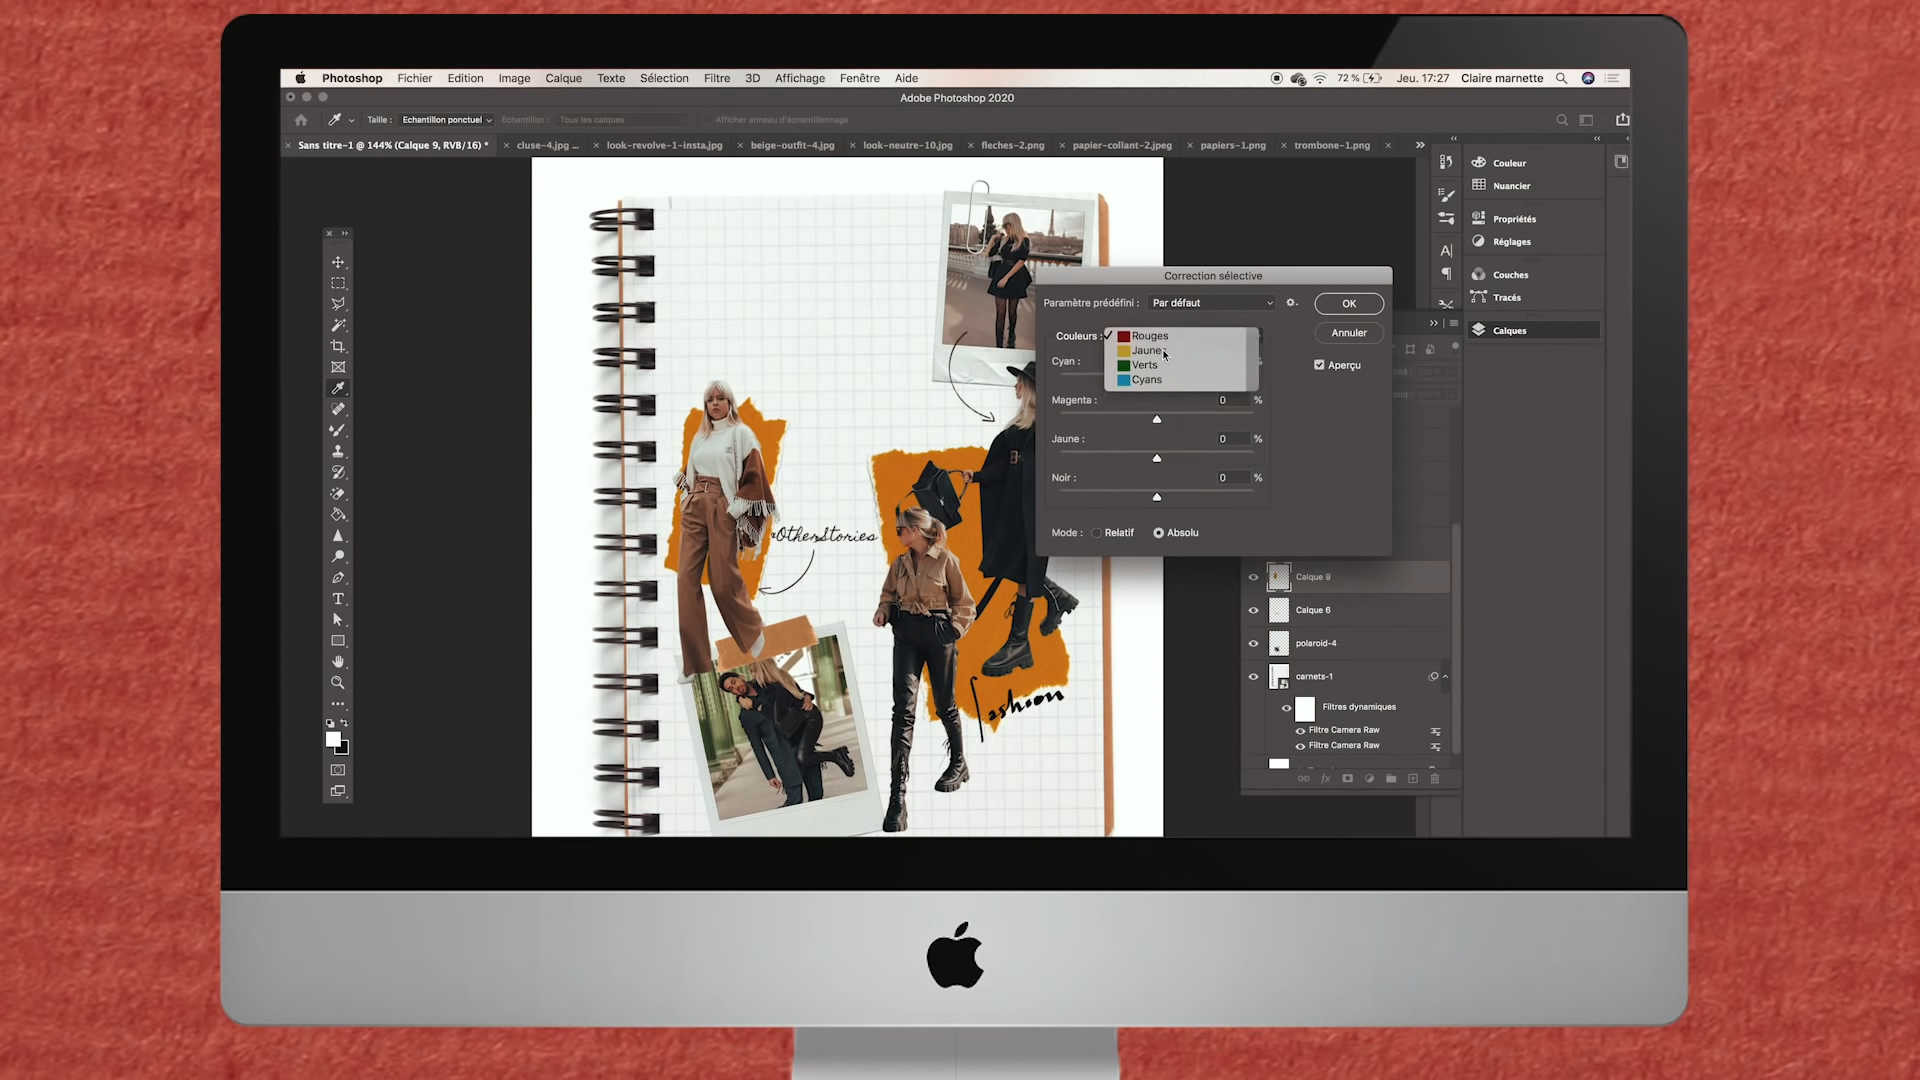 Photoshop Fichier Edition Image Calque Texte Sélection Filtre 3D Affichage Fenêtre Aide 72 % Jeu. 17:27 Claire marnette
Adobe Photoshop 2020
Taille : Echantillon ponctuel Echantillon : Tous les calques Afficher anneau d'échantillonnage
Sans titre-1 @ 144% (Calque 9, RVB/16) * cluse-4.jpg ... look-revolve-1-insta.jpg beige-outfit-4.jpg look-neutre-10.jpg fleches-2.png papier-collant-2.jpeg papiers-1.png trombone-1.png
Couleur
Nuancier
Propriétés
Réglages
Couches
Tracés
Calques
Correction sélective
Paramètre prédéfini : Par défaut OK
Annuler
Aperçu
Couleurs : Rouges
Jaunes
Verts
Cyans
Cyan : %
Magenta : 0 %
Jaune : 0 %
Noir : 0 %
Mode : Relatif Absolu
&OtherStories
fashion
Calque 9
Calque 6
polaroid-4
carnets-1
Filtres dynamiques
Filtre Camera Raw
Filtre Camera Raw